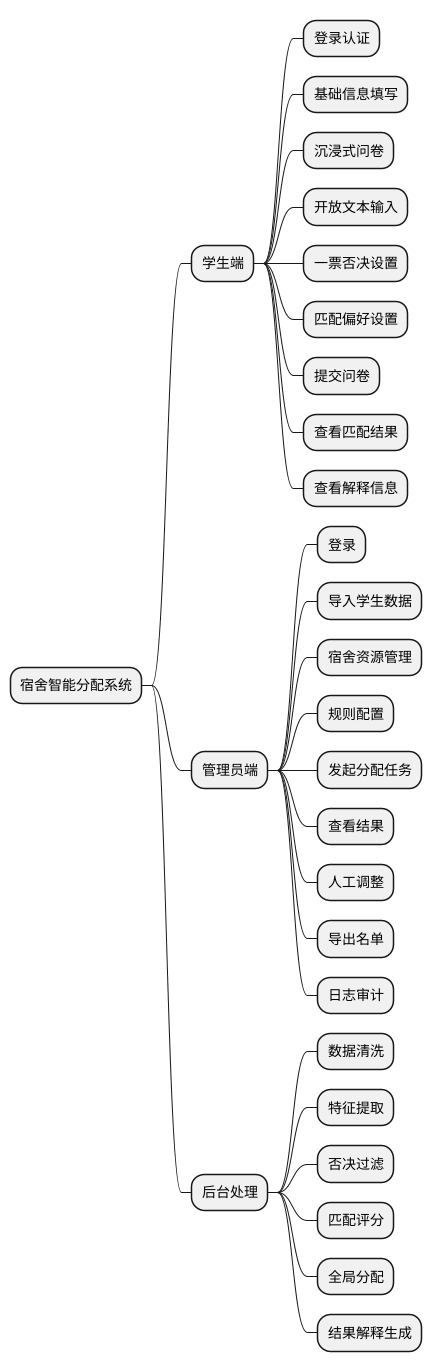 宿舍智能分配系统
学生端
登录认证
基础信息填写
沉浸式问卷
开放文本输入
一票否决设置
匹配偏好设置
提交问卷
查看匹配结果
查看解释信息
管理员端
登录
导入学生数据
宿舍资源管理
规则配置
发起分配任务
查看结果
人工调整
导出名单
日志审计
后台处理
数据清洗
特征提取
否决过滤
匹配评分
全局分配
结果解释生成